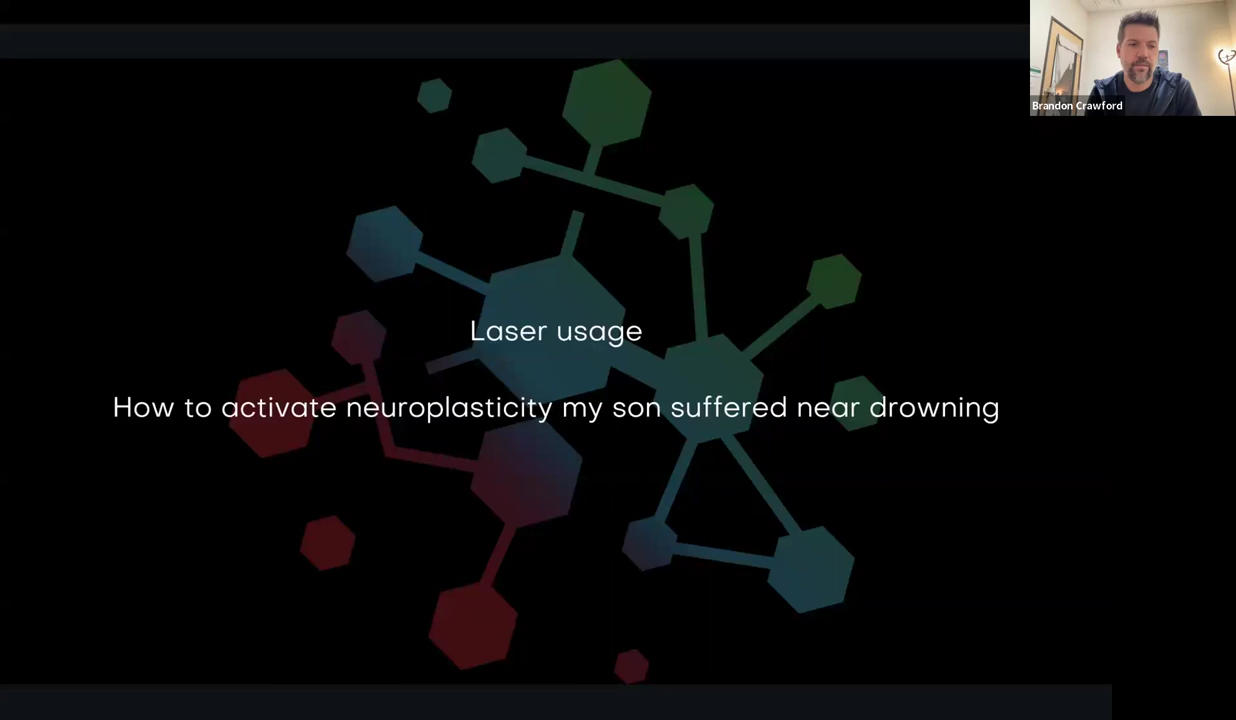 Laser usage
How to activate neuroplasticity my son suffered near drowning
Brandon Crawford